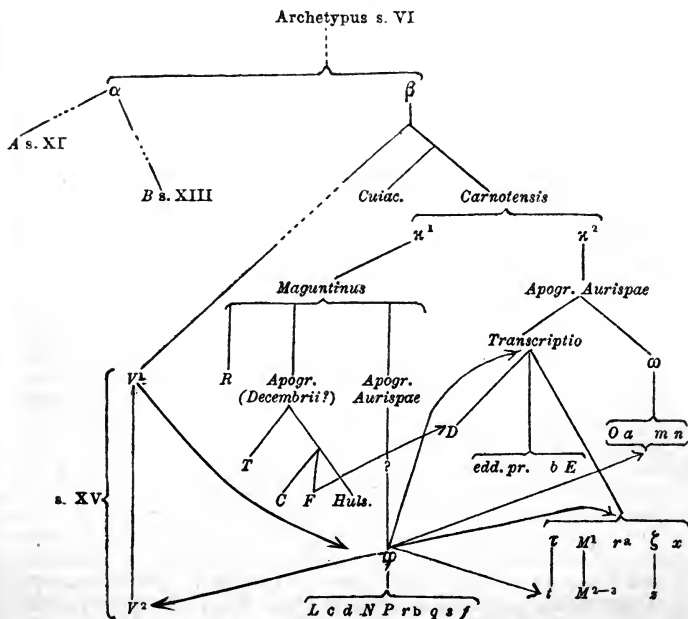 Archetypus s. VI
α β
A s. XI
B s. XIII Cuiac. Carnotensis
ϰ¹ ϰ²
Maguntinus Apogr. Aurispae
Transcriptio
ω
V¹ R Apogr. Apogr.
(Decembrii?) Aurispae
D O a m n
T ? edd. pr. b E
s. XV C F Huls.
φ τ M¹ ra ζ x
t M²⁻³ z
V² L c d N P rb q s f